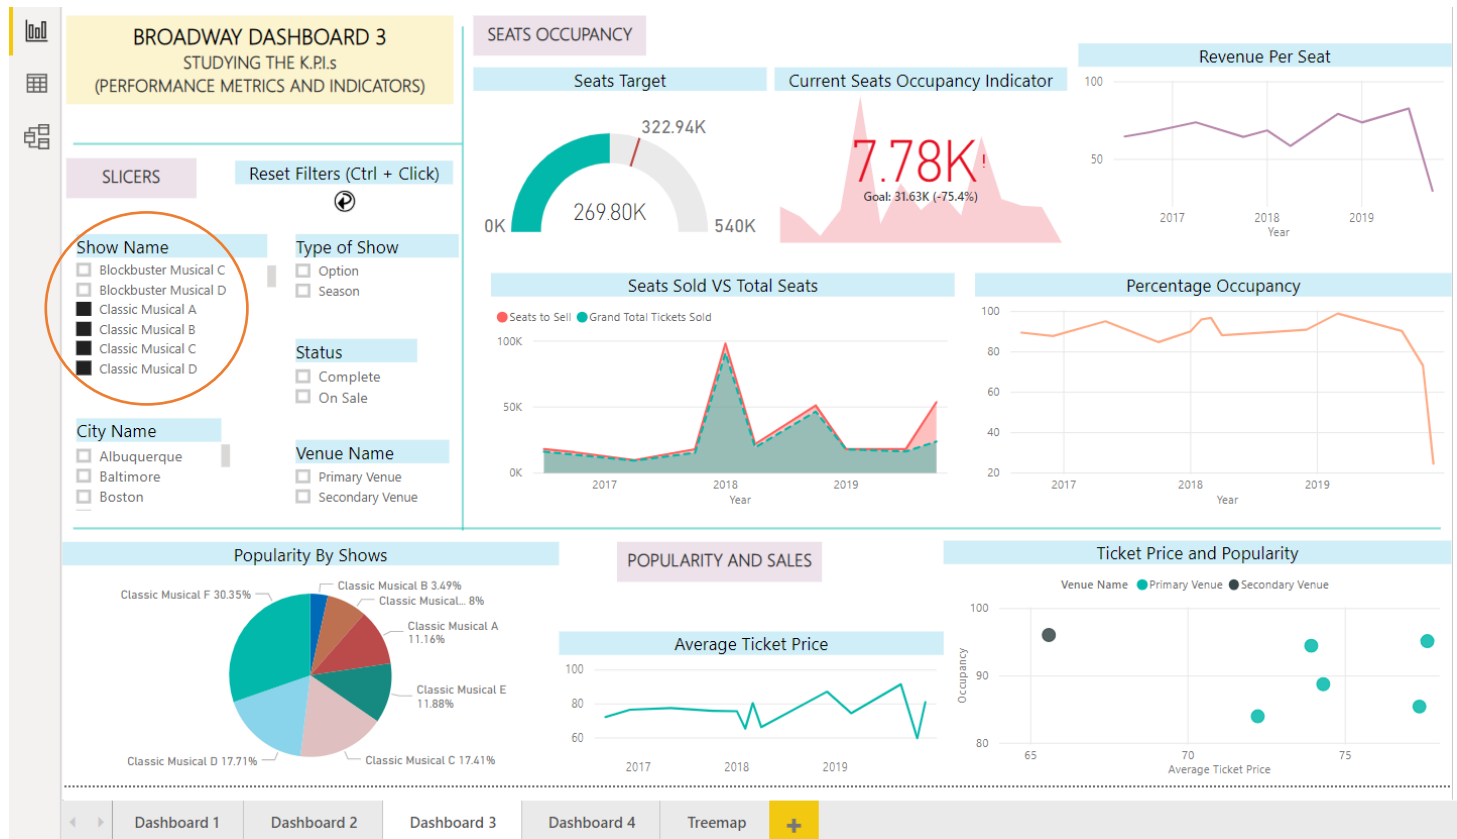 BROADWAY DASHBOARD 3
STUDYING THE K.P.I.s
(PERFORMANCE METRICS AND INDICATORS)
SLICERS
Reset Filters (Ctrl + Click)
Show Name
Blockbuster Musical C
Blockbuster Musical D
Classic Musical A
Classic Musical B
Classic Musical C
Classic Musical D
Type of Show
Option
Season
Status
Complete
On Sale
City Name
Albuquerque
Baltimore
Boston
Venue Name
Primary Venue
Secondary Venue
SEATS OCCUPANCY
Seats Target
322.94K
269.80K
0K
540K
Current Seats Occupancy Indicator
7.78K!
Goal: 31.63K (-75.4%)
Revenue Per Seat
100
50
2017 2018 2019
Year
Seats Sold VS Total Seats
Seats to Sell Grand Total Tickets Sold
100K
50K
0K
2017 2018 2019
Year
Percentage Occupancy
100
80
60
40
20
2017 2018 2019
Year
Popularity By Shows
Classic Musical B 3.49%
Classic Musical... 8%
Classic Musical A
11.16%
Classic Musical E
11.88%
Classic Musical C 17.41%
Classic Musical D 17.71%
Classic Musical F 30.35%
POPULARITY AND SALES
Average Ticket Price
100
80
60
2017 2018 2019
Ticket Price and Popularity
Venue Name Primary Venue Secondary Venue
Occupancy
100
90
80
65 70 75
Average Ticket Price
Dashboard 1 Dashboard 2 Dashboard 3 Dashboard 4 Treemap +